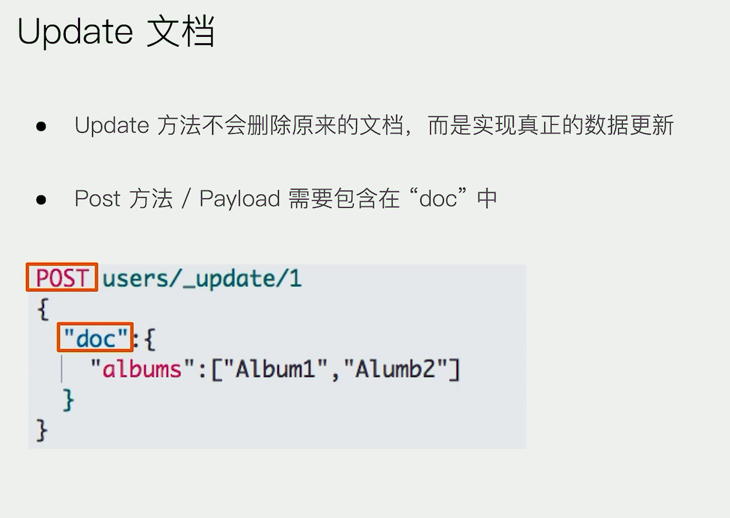 Update 文档
● Update 方法不会删除原来的文档，而是实现真正的数据更新
● Post 方法 / Payload 需要包含在 “doc” 中
POST users/_update/1
{
"doc":{
"albums":["Album1","Alumb2"]
}
}